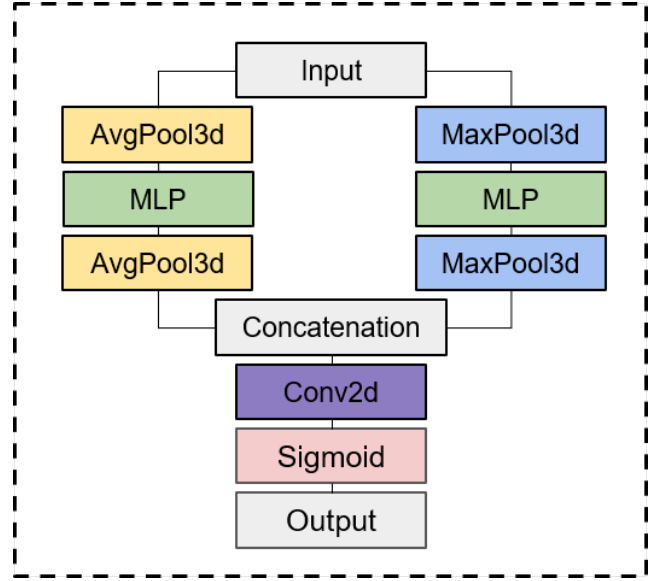 Input
AvgPool3d
MaxPool3d
MLP
MLP
AvgPool3d
MaxPool3d
Concatenation
Conv2d
Sigmoid
Output